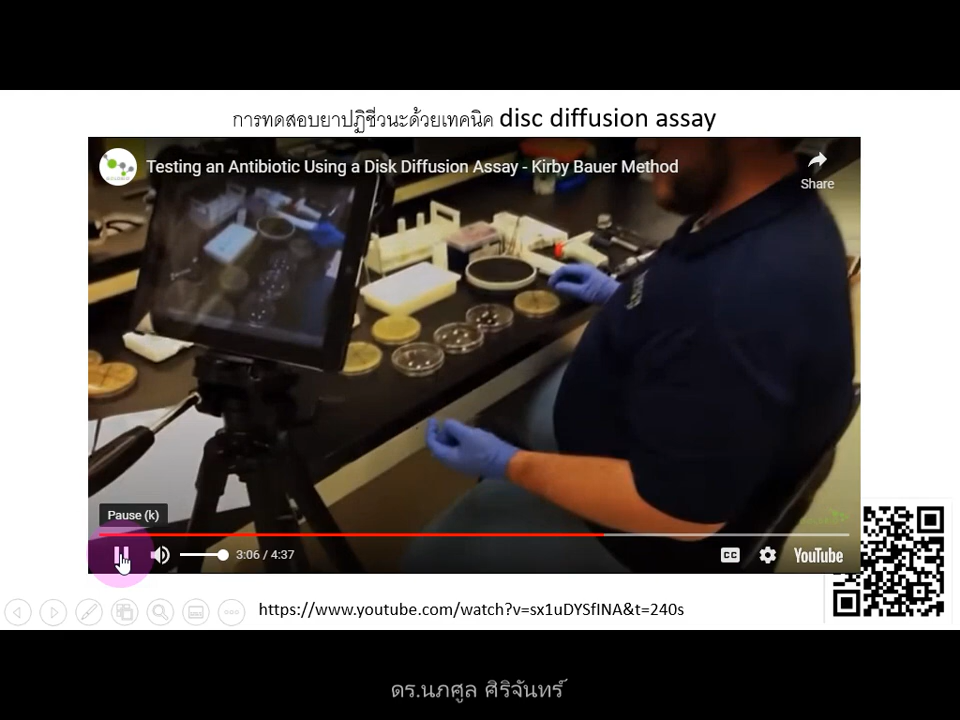 การทดสอบยาปฏิชีวนะด้วยเทคนิค disc diffusion assay
Testing an Antibiotic Using a Disk Diffusion Assay - Kirby Bauer Method
Share
Pause (k)
3:06 / 4:37
CC
YouTube
https://www.youtube.com/watch?v=sx1uDYSfINA&t=240s
ดร.นภศูล ศิริจันทร์